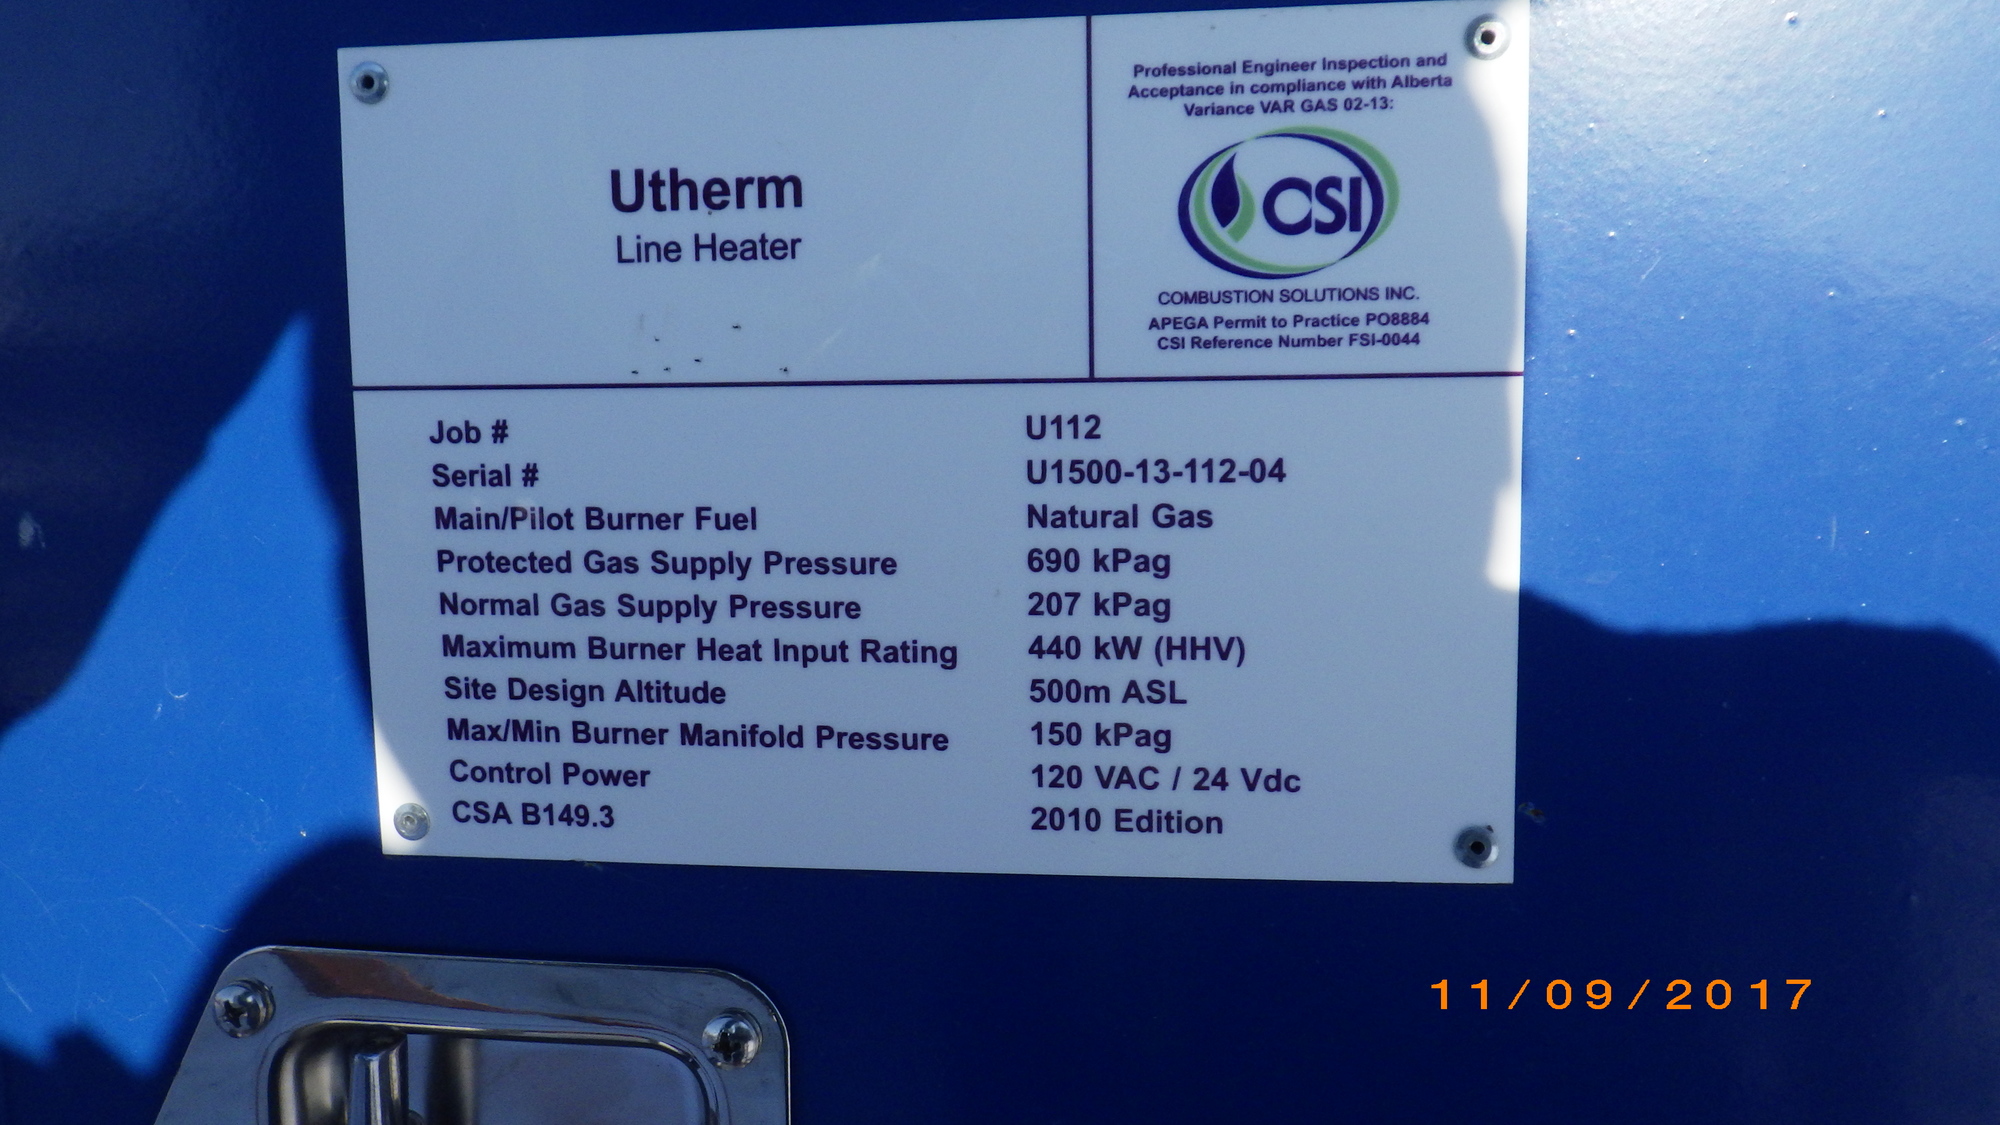 Utherm
Line Heater
Professional Engineer Inspection and
Acceptance in compliance with Alberta
Variance VAR GAS 02-13:
CSI
COMBUSTION SOLUTIONS INC.
APEGA Permit to Practice PO8884
CSI Reference Number FSI-0044
Job # U112
Serial # U1500-13-112-04
Main/Pilot Burner Fuel Natural Gas
Protected Gas Supply Pressure 690 kPag
Normal Gas Supply Pressure 207 kPag
Maximum Burner Heat Input Rating 440 kW (HHV)
Site Design Altitude 500m ASL
Max/Min Burner Manifold Pressure 150 kPag
Control Power 120 VAC / 24 Vdc
CSA B149.3 2010 Edition
11/09/2017